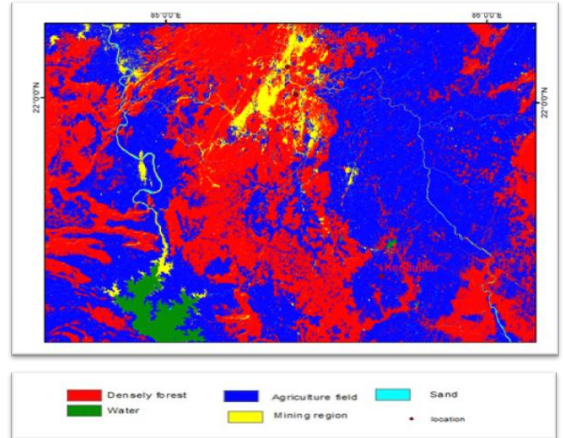 85°0'0"E 86°0'0"E
22°0'0"N 22°0'0"N
Densely forest Agriculture field Sand
Water Mining region location